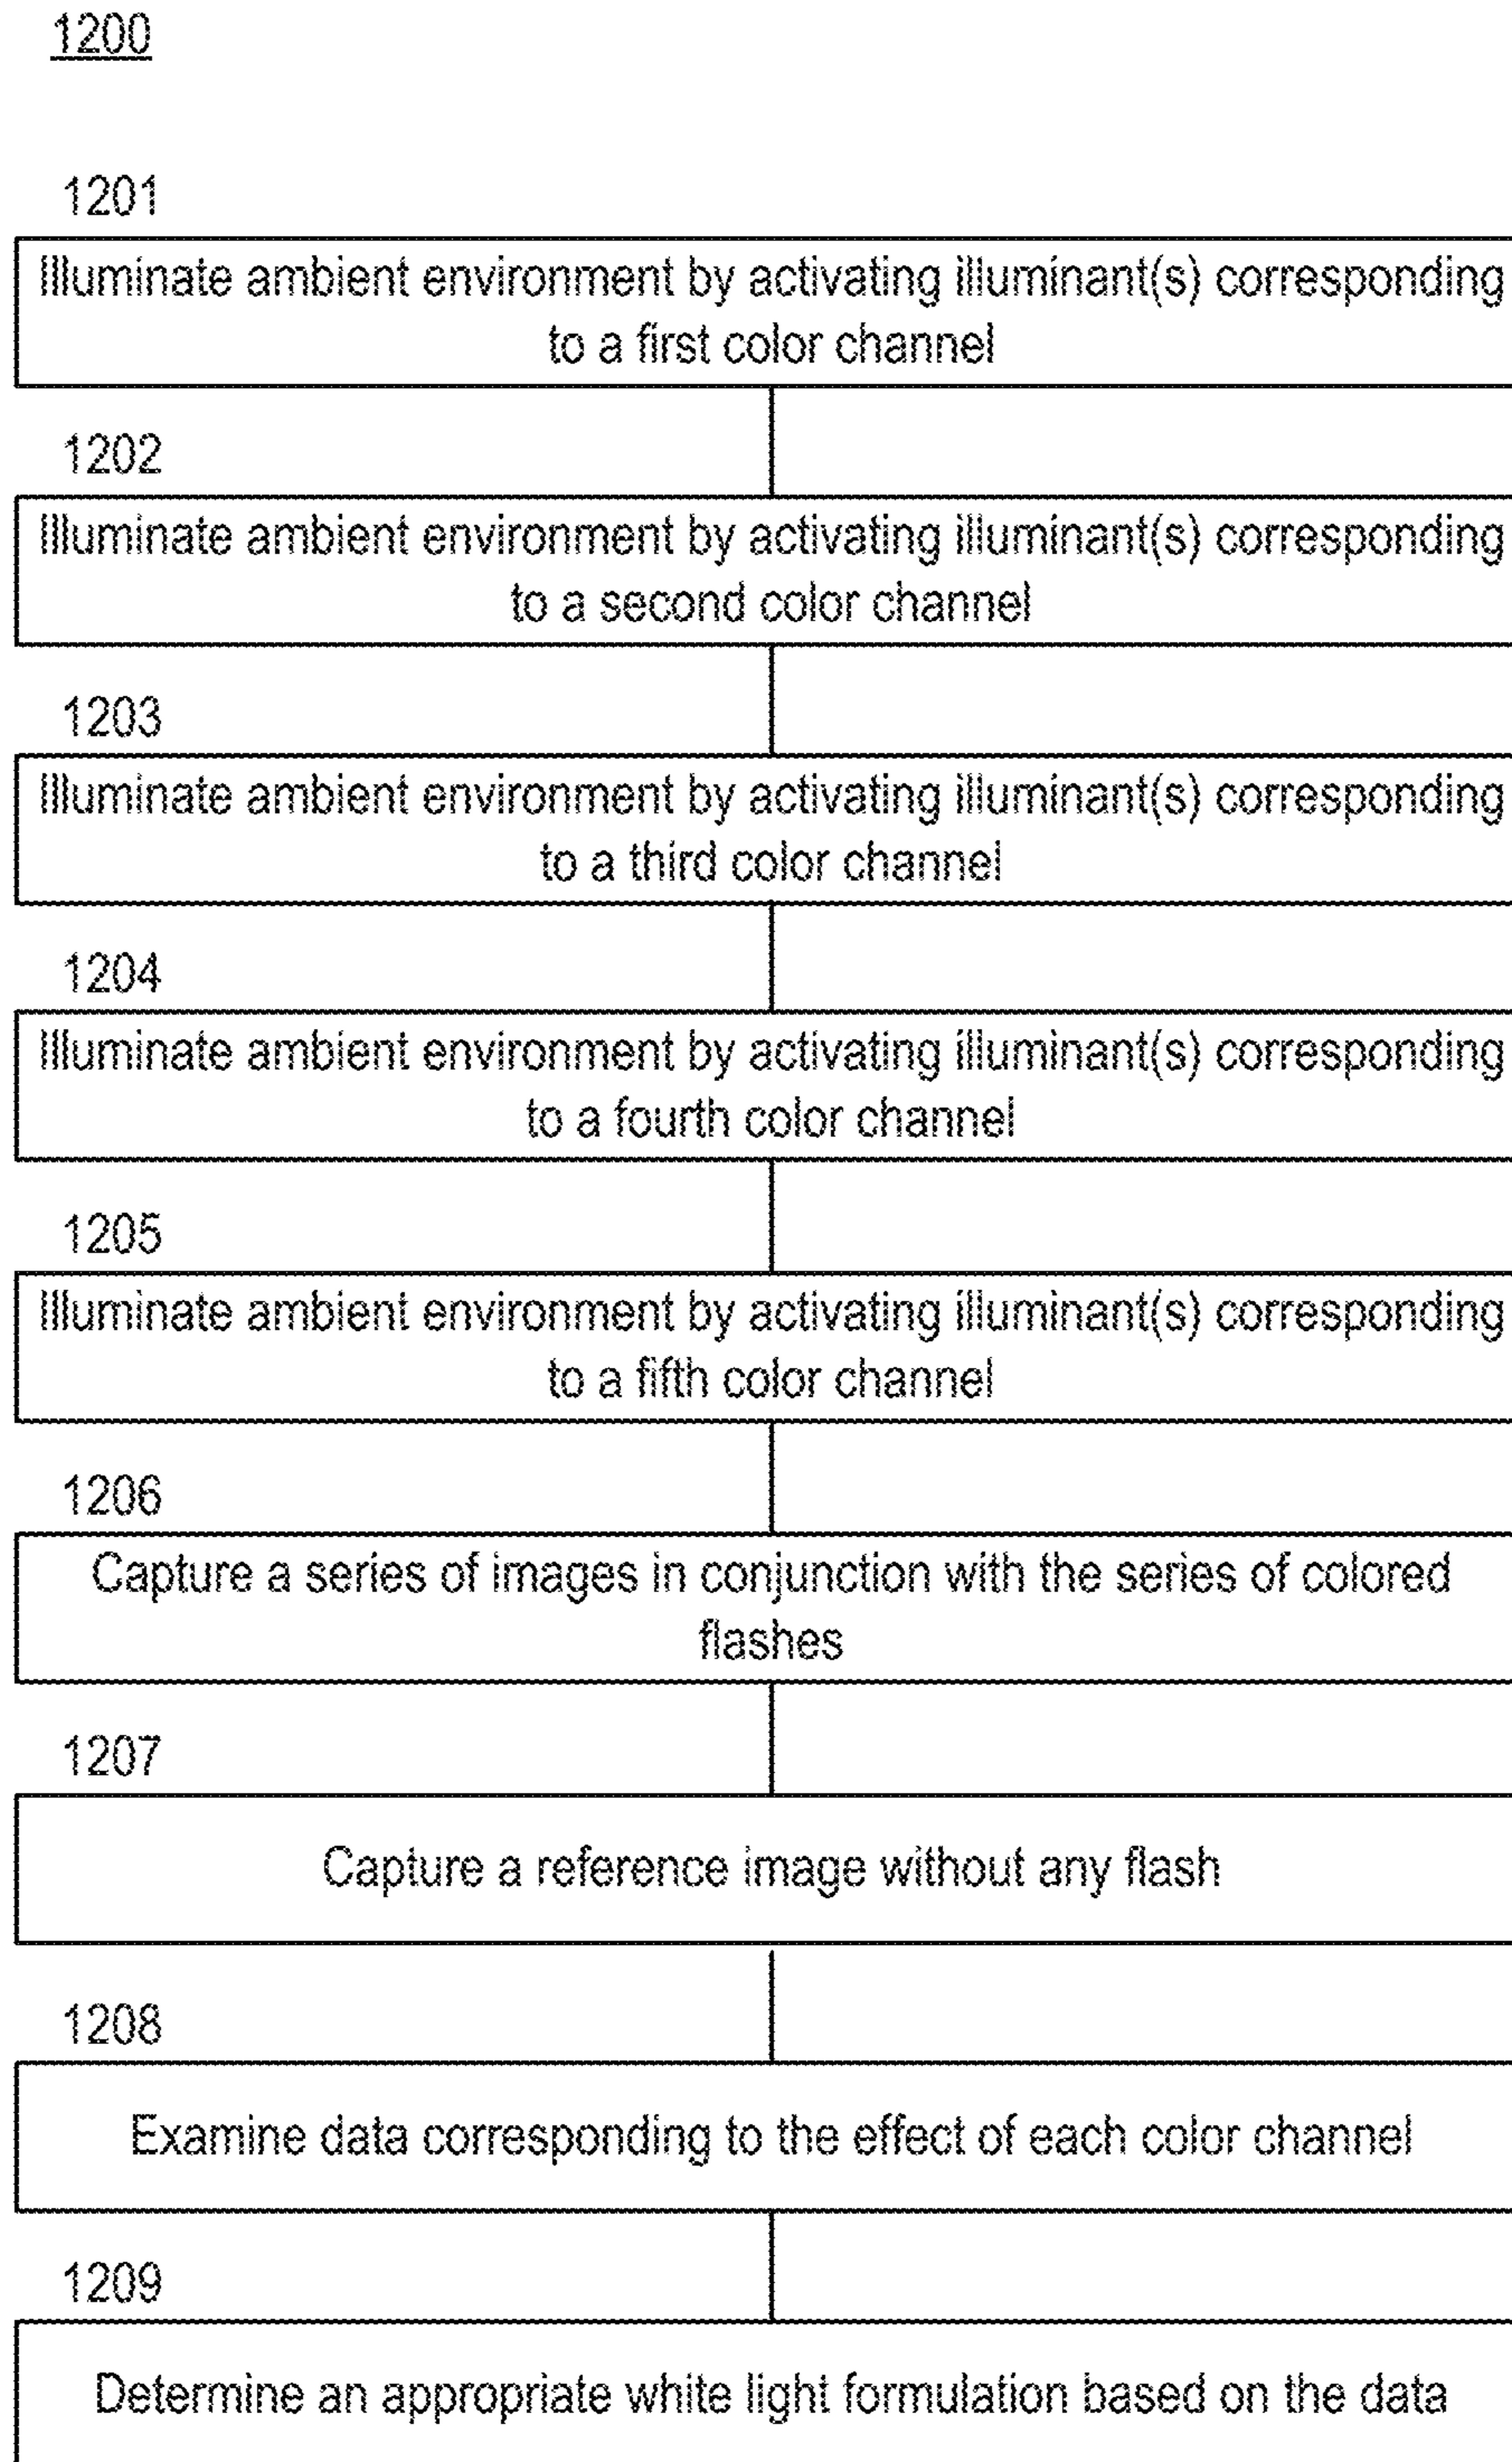 1200
1201
Illuminate ambient environment by activating illuminant(s) corresponding
to a first color channel
1202
Illuminate ambient environment by activating illuminant(s) corresponding
to a second color channel
1203
Illuminate ambient environment by activating illuminant(s) corresponding
to a third color channel
1204
Illuminate ambient environment by activating illuminant(s) corresponding
to a fourth color channel
1205
Illuminate ambient environment by activating illuminant(s) corresponding
to a fifth color channel
1206
Capture a series of images in conjunction with the series of colored
flashes
1207
Capture a reference image without any flash
1208
Examine data corresponding to the effect of each color channel
1209
Determine an appropriate white light formulation based on the data